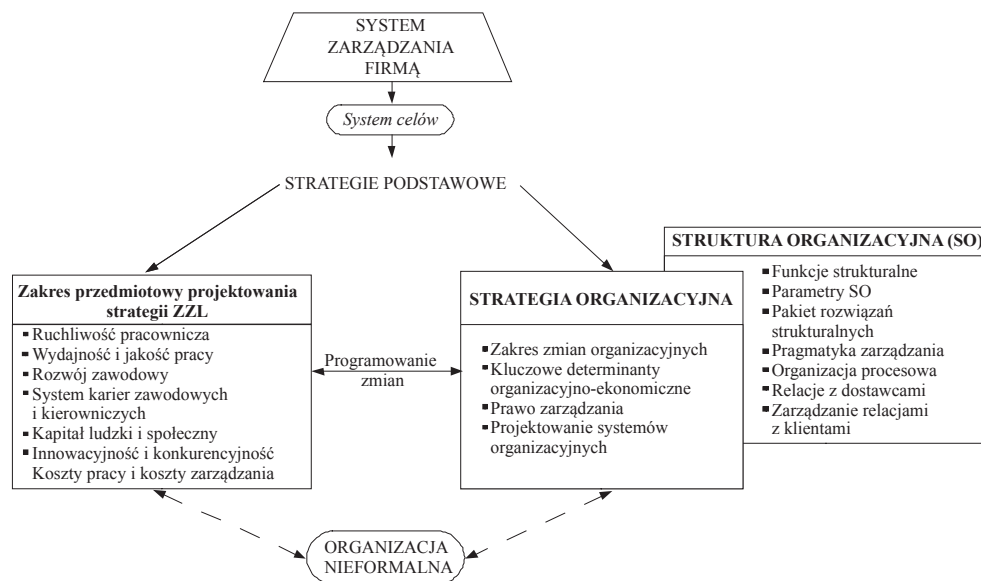 SYSTEM
ZARZĄDZANIA
FIRMĄ
System celów
STRATEGIE PODSTAWOWE
STRUKTURA ORGANIZACYJNA (SO)
▪ Funkcje strukturalne
▪ Parametry SO
▪ Pakiet rozwiązań
strukturalnych
▪ Pragmatyka zarządzania
▪ Organizacja procesowa
▪ Relacje z dostawcami
▪ Zarządzanie relacjami
z klientami
Zakres przedmiotowy projektowania
strategii ZZL
▪ Ruchliwość pracownicza
▪ Wydajność i jakość pracy
▪ Rozwój zawodowy
▪ System karier zawodowych
i kierowniczych
▪ Kapitał ludzki i społeczny
▪ Innowacyjność i konkurencyjność
Koszty pracy i koszty zarządzania
Programowanie
zmian
STRATEGIA ORGANIZACYJNA
▪ Zakres zmian organizacyjnych
▪ Kluczowe determinanty
organizacyjno-ekonomiczne
▪ Prawo zarządzania
▪ Projektowanie systemów
organizacyjnych
ORGANIZACJA
NIEFORMALNA